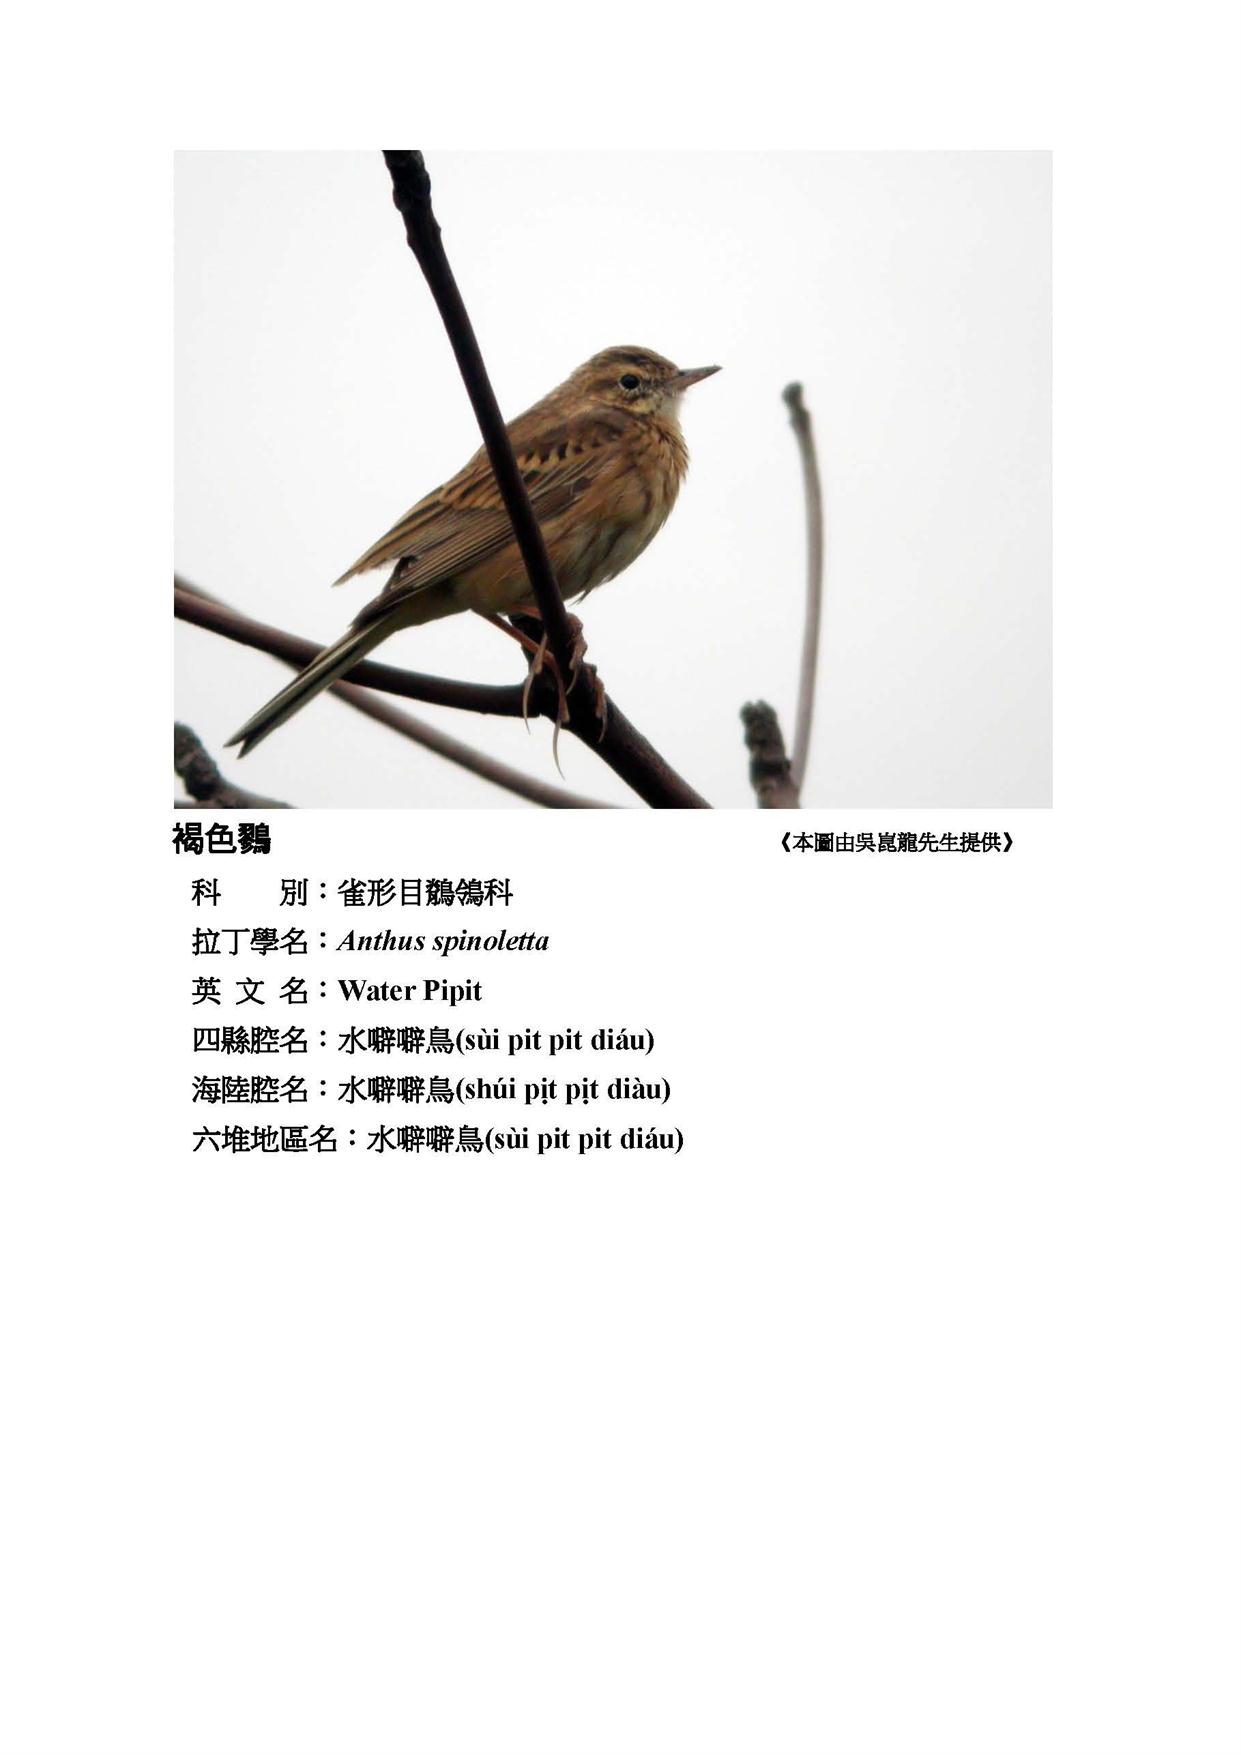 褐色鷚
《本圖由吳崑龍先生提供》
科　　別：雀形目鶺鴒科
拉丁學名：Anthus spinoletta
英 文 名：Water Pipit
四縣腔名：水噼噼鳥(sùi pit pit diáu)
海陸腔名：水噼噼鳥(shúi pi̍t pi̍t diàu)
六堆地區名：水噼噼鳥(sùi pit pit diáu)